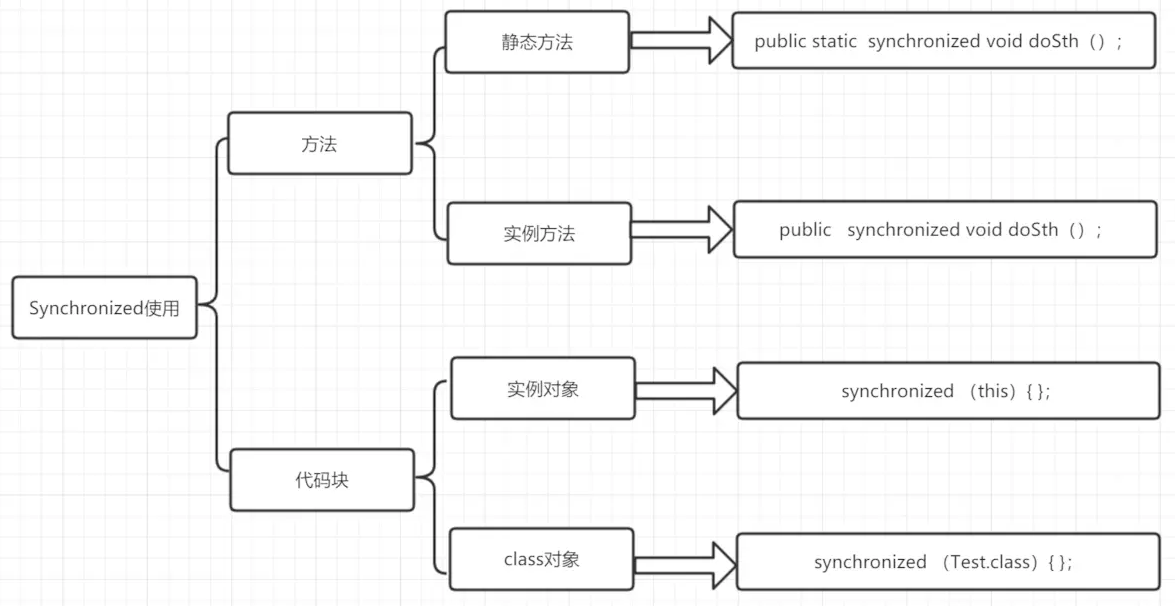 静态方法
public static  synchronized void doSth（）;
方法
实例方法
public   synchronized void doSth（）;
Synchronized使用
实例对象
synchronized （this）{ };
代码块
class对象
synchronized （Test.class）{ };